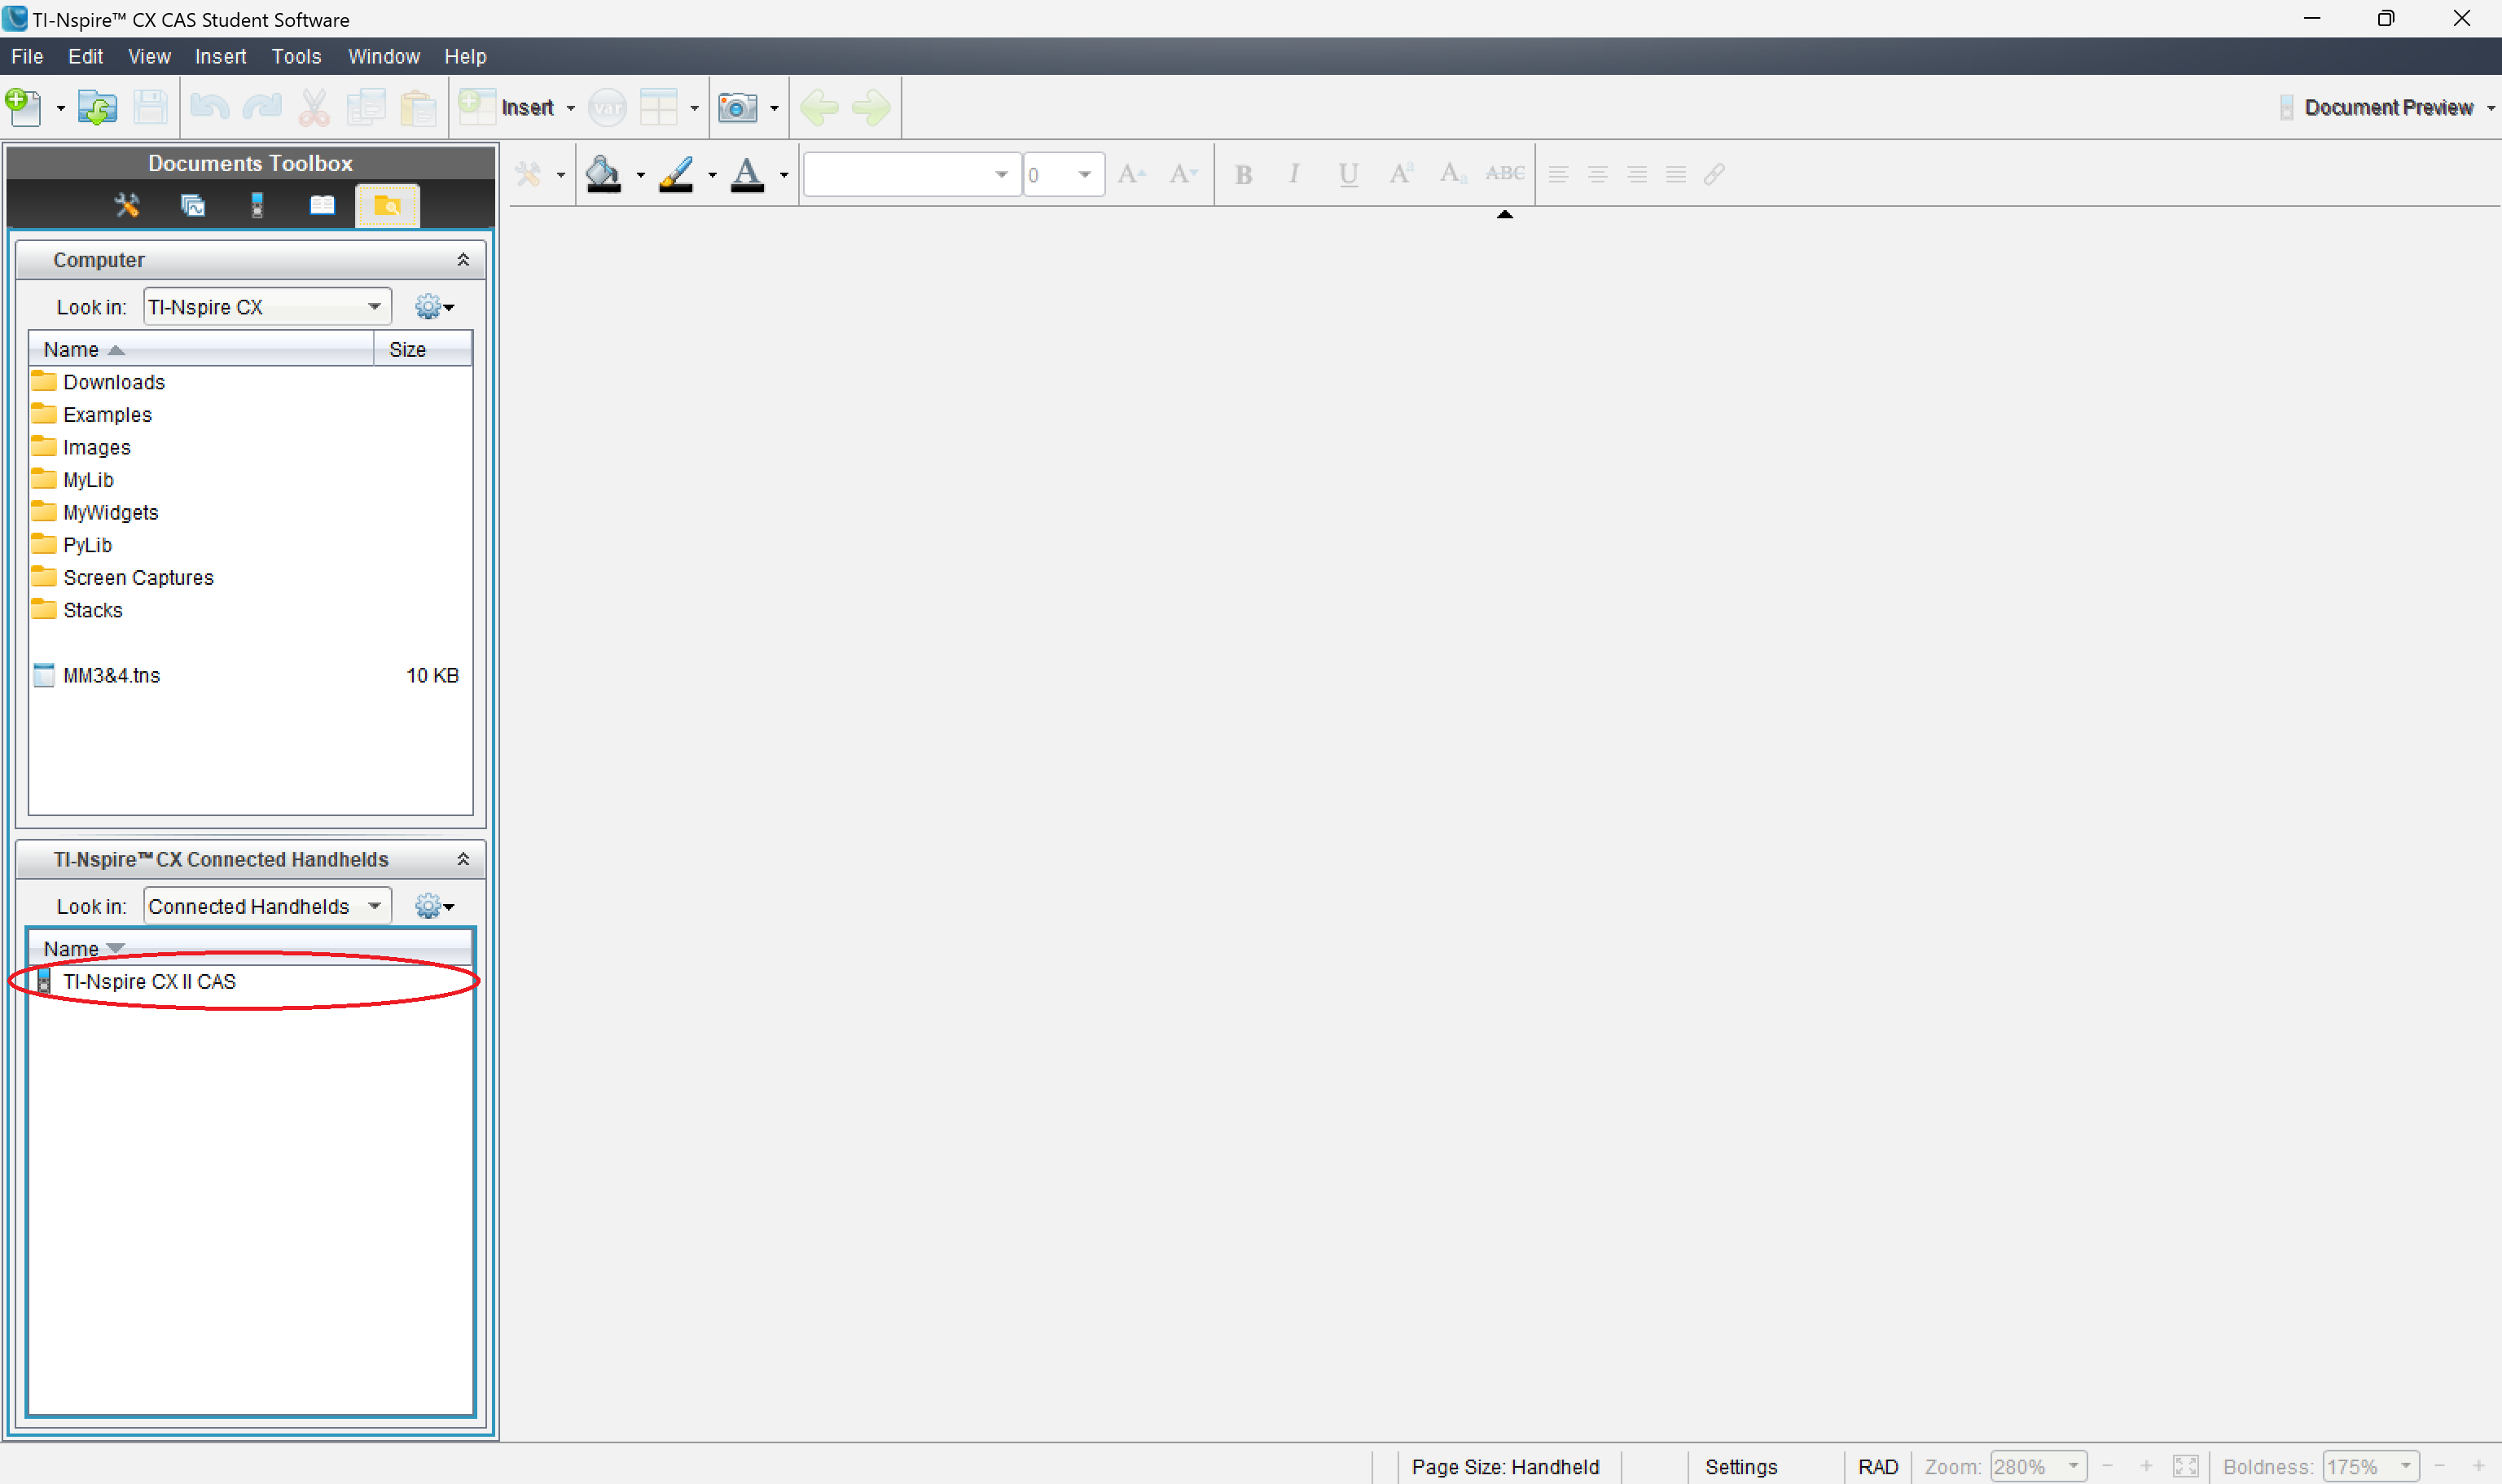 TI-Nspire™ CX CAS Student Software
File Edit View Insert Tools Window Help
Insert var Document Preview
Documents Toolbox
0 A A B I U Aa Aa ABC
Computer
Look in: TI-Nspire CX
Name Size
Downloads
Examples
Images
MyLib
MyWidgets
PyLib
Screen Captures
Stacks
MM3&4.tns 10 KB
TI-Nspire™ CX Connected Handhelds
Look in: Connected Handhelds
Name
TI-Nspire CX II CAS
Page Size: Handheld Settings RAD Zoom: 280% - + Boldness: 175% - +